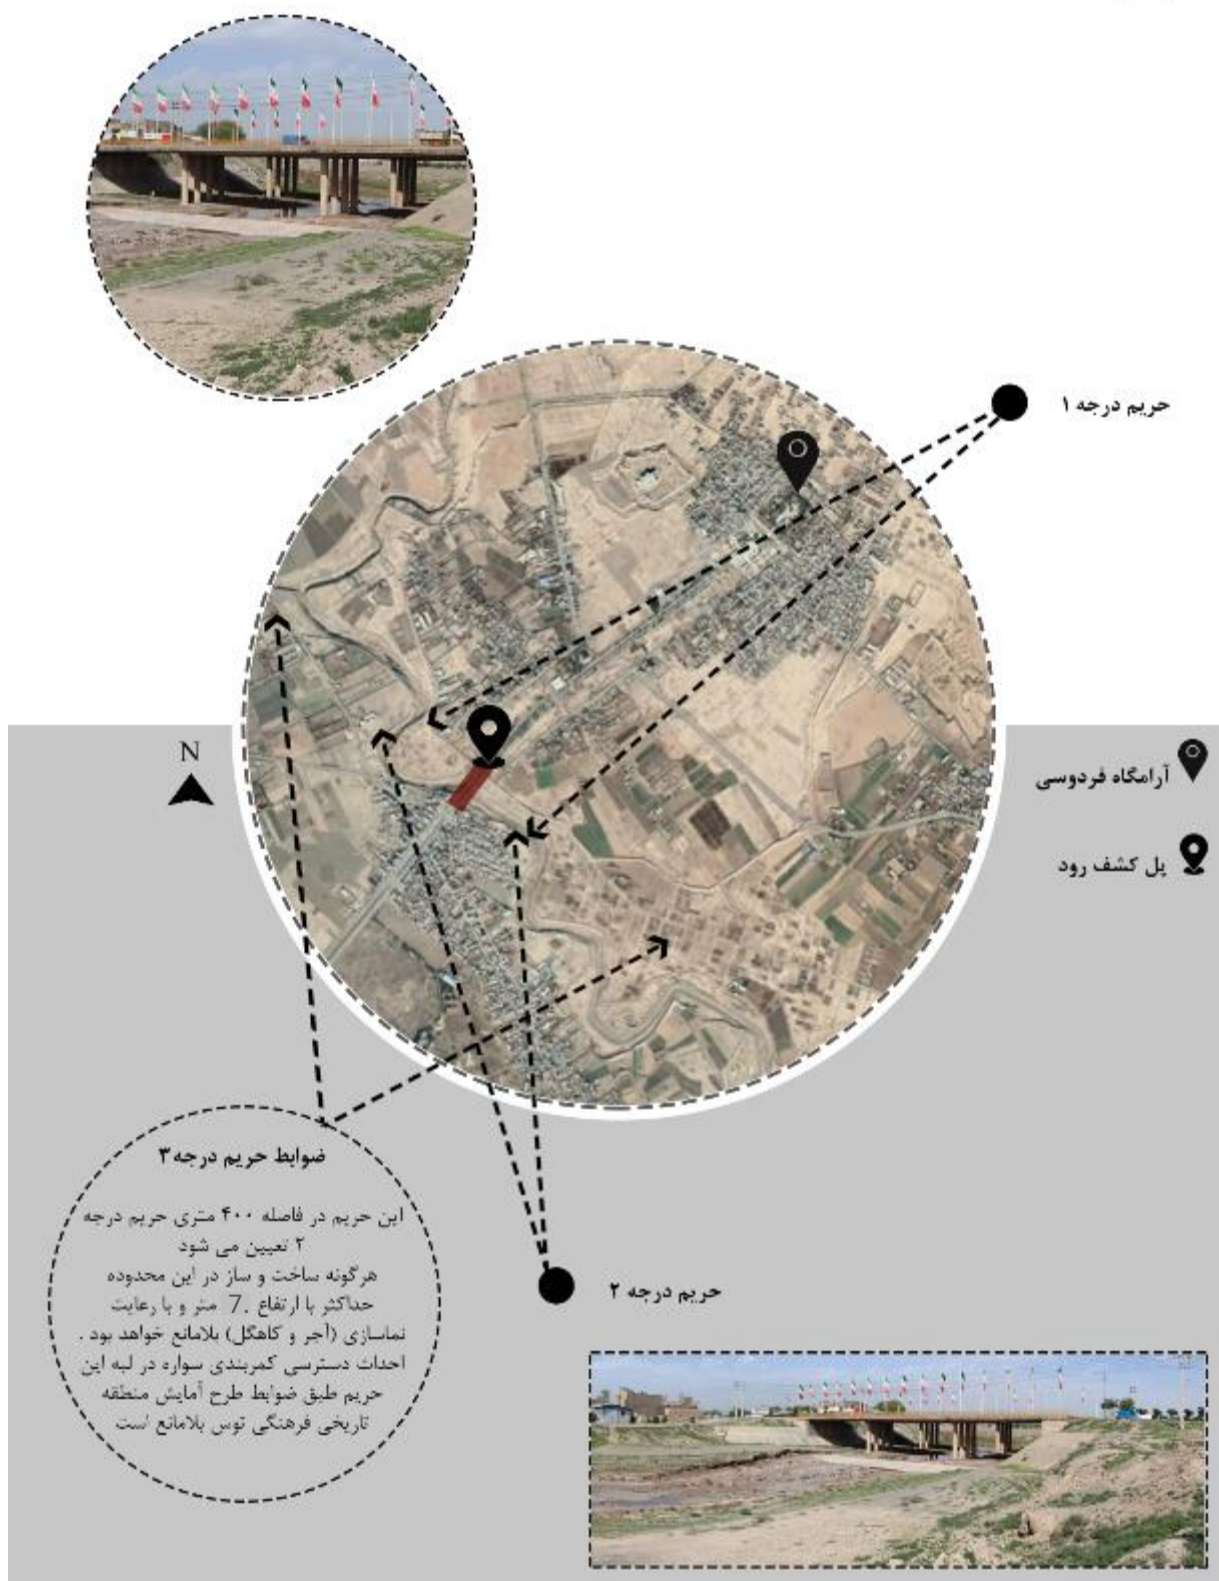 حریم درجه ۱
N
آرامگاه فردوسی
پل کشف رود
ضوابط حریم درجه۳
این حریم در فاصله ۴۰۰ متری حریم درجه
۲ تعیین می شود
هرگونه ساخت و ساز در این محدوده
حداکثر با ارتفاع .7 متر و با رعایت
نماسازی (آجر و کاهگل) بلامانع خواهد بود .
احداث دسترسی کمربندی سواره در لبه این
حریم طبق ضوابط طرح آمایش منطقه
تاریخی فرهنگی توس بلامانع است
حریم درجه ۲